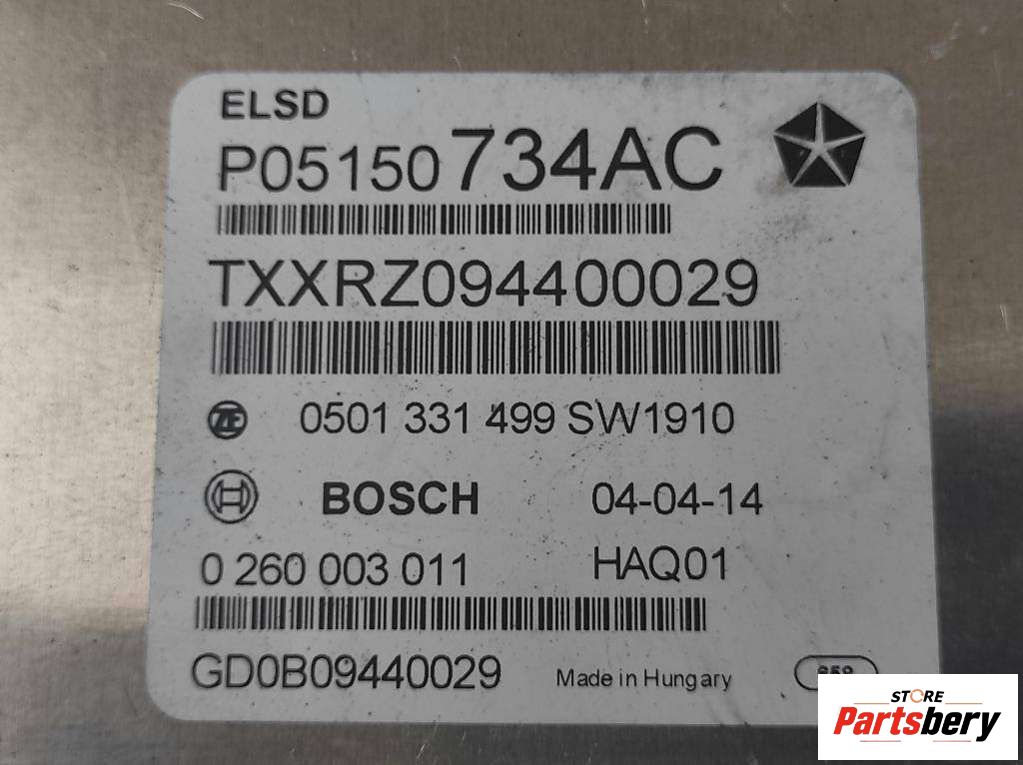 ELSD
P05150734AC
TXXRZ094400029
ZF 0501 331 499 SW1910
BOSCH 04-04-14
0 260 003 011 HAQ01
GD0B09440029 Made in Hungary
STORE
Partsbery